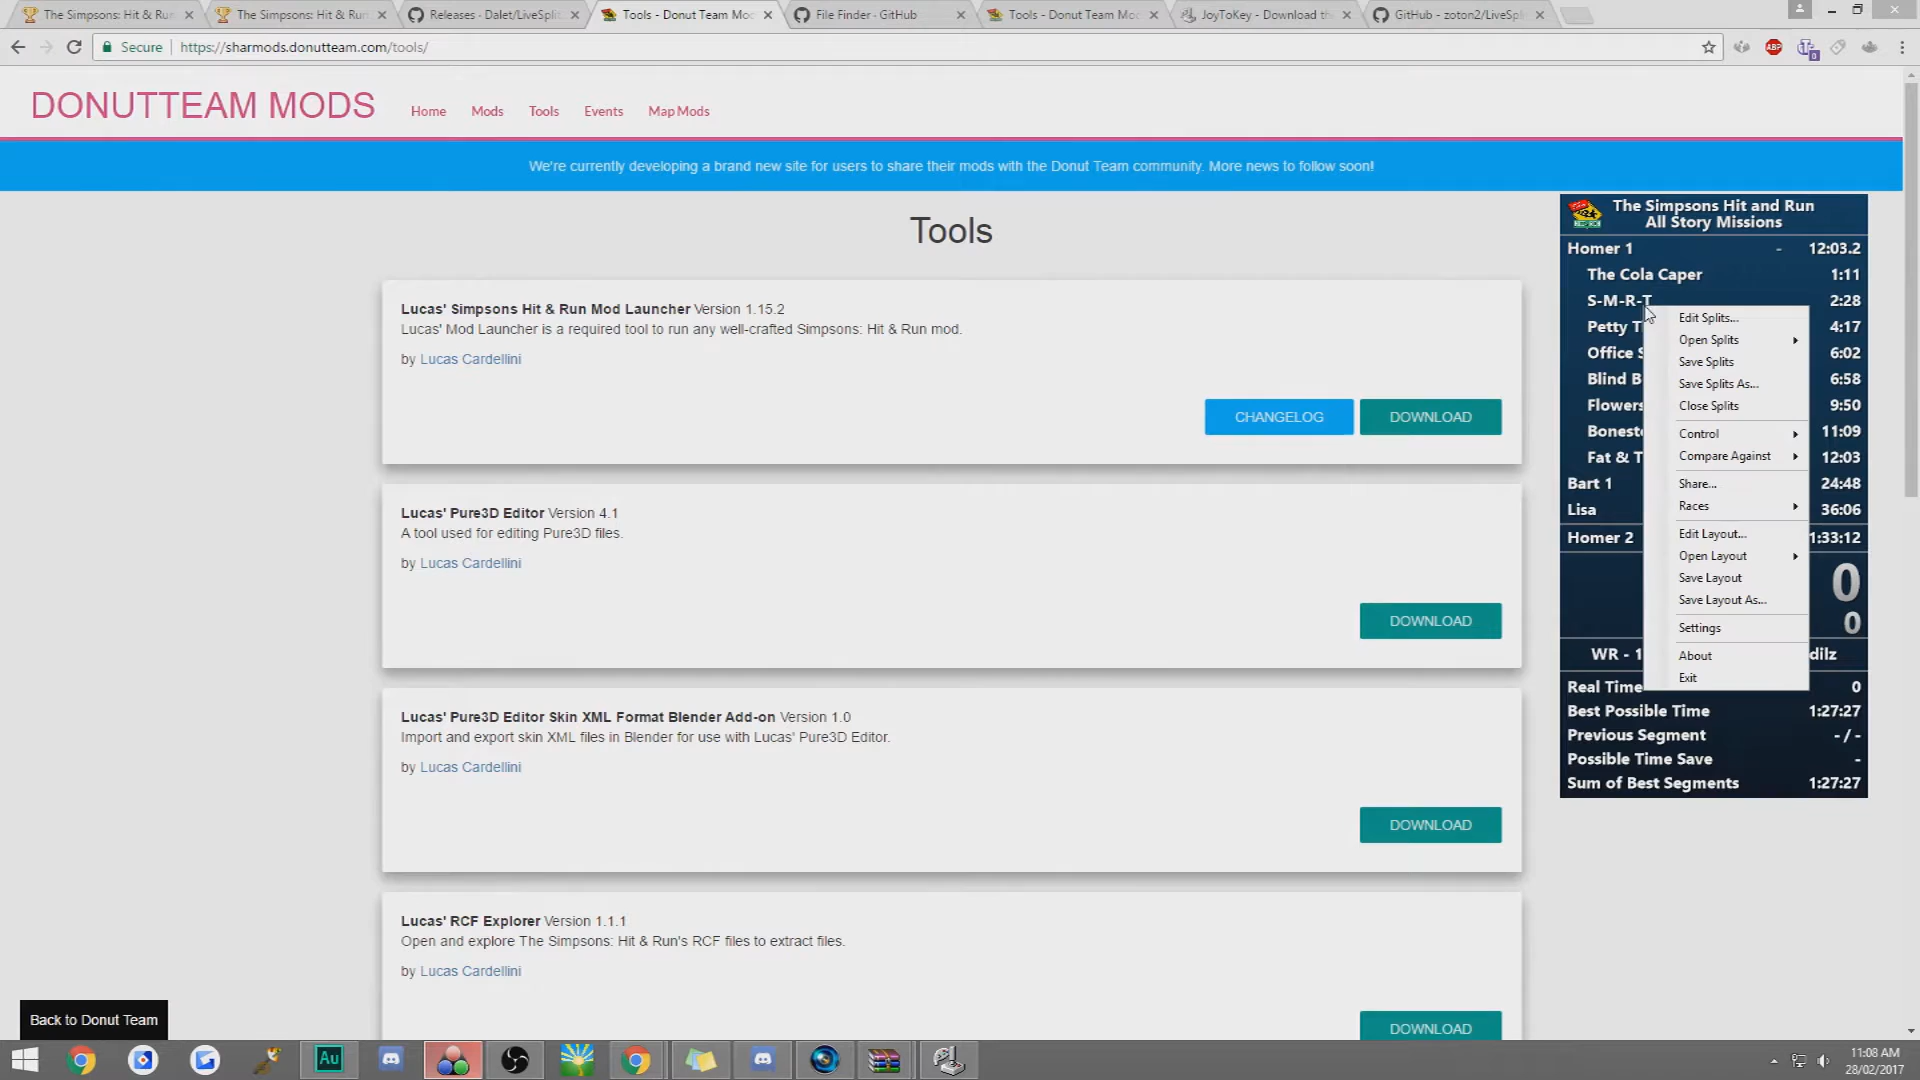 The Simpsons: Hit & Run
The Simpsons: Hit & Run
Releases - Dalet/LiveSpli
Tools - Donut Team Mod
File Finder - GitHub
Tools - Donut Team Mod
JoyToKey - Download th
GitHub - zoton2/LiveSpl
Secure
https://sharmods.donutteam.com/tools/
ABP
0
DONUTTEAM MODS
Home
Mods
Tools
Events
Map Mods
We're currently developing a brand new site for users to share their mods with the Donut Team community. More news to follow soon!
Tools
Lucas' Simpsons Hit & Run Mod Launcher Version 1.15.2
Lucas' Mod Launcher is a required tool to run any well-crafted Simpsons: Hit & Run mod.
by Lucas Cardellini
CHANGELOG
DOWNLOAD
Lucas' Pure3D Editor Version 4.1
A tool used for editing Pure3D files.
by Lucas Cardellini
DOWNLOAD
Lucas' Pure3D Editor Skin XML Format Blender Add-on Version 1.0
Import and export skin XML files in Blender for use with Lucas' Pure3D Editor.
by Lucas Cardellini
DOWNLOAD
Lucas' RCF Explorer Version 1.1.1
Open and explore The Simpsons: Hit & Run's RCF files to extract files.
by Lucas Cardellini
DOWNLOAD
Back to Donut Team
The Simpsons Hit and Run
All Story Missions
Homer 1 - 12:03.2
The Cola Caper 1:11
S-M-R-T 2:28
Petty T 4:17
Office S 6:02
Blind B 6:58
Flowers 9:50
Bonest 11:09
Fat & T 12:03
Bart 1 24:48
Lisa 36:06
Homer 2 1:33:12
0
0
WR - 1 dilz
Real Time 0
Best Possible Time 1:27:27
Previous Segment - / -
Possible Time Save -
Sum of Best Segments 1:27:27
Edit Splits...
Open Splits
Save Splits
Save Splits As...
Close Splits
Control
Compare Against
Share...
Races
Edit Layout...
Open Layout
Save Layout
Save Layout As...
Settings
About
Exit
Au
11:08 AM
28/02/2017